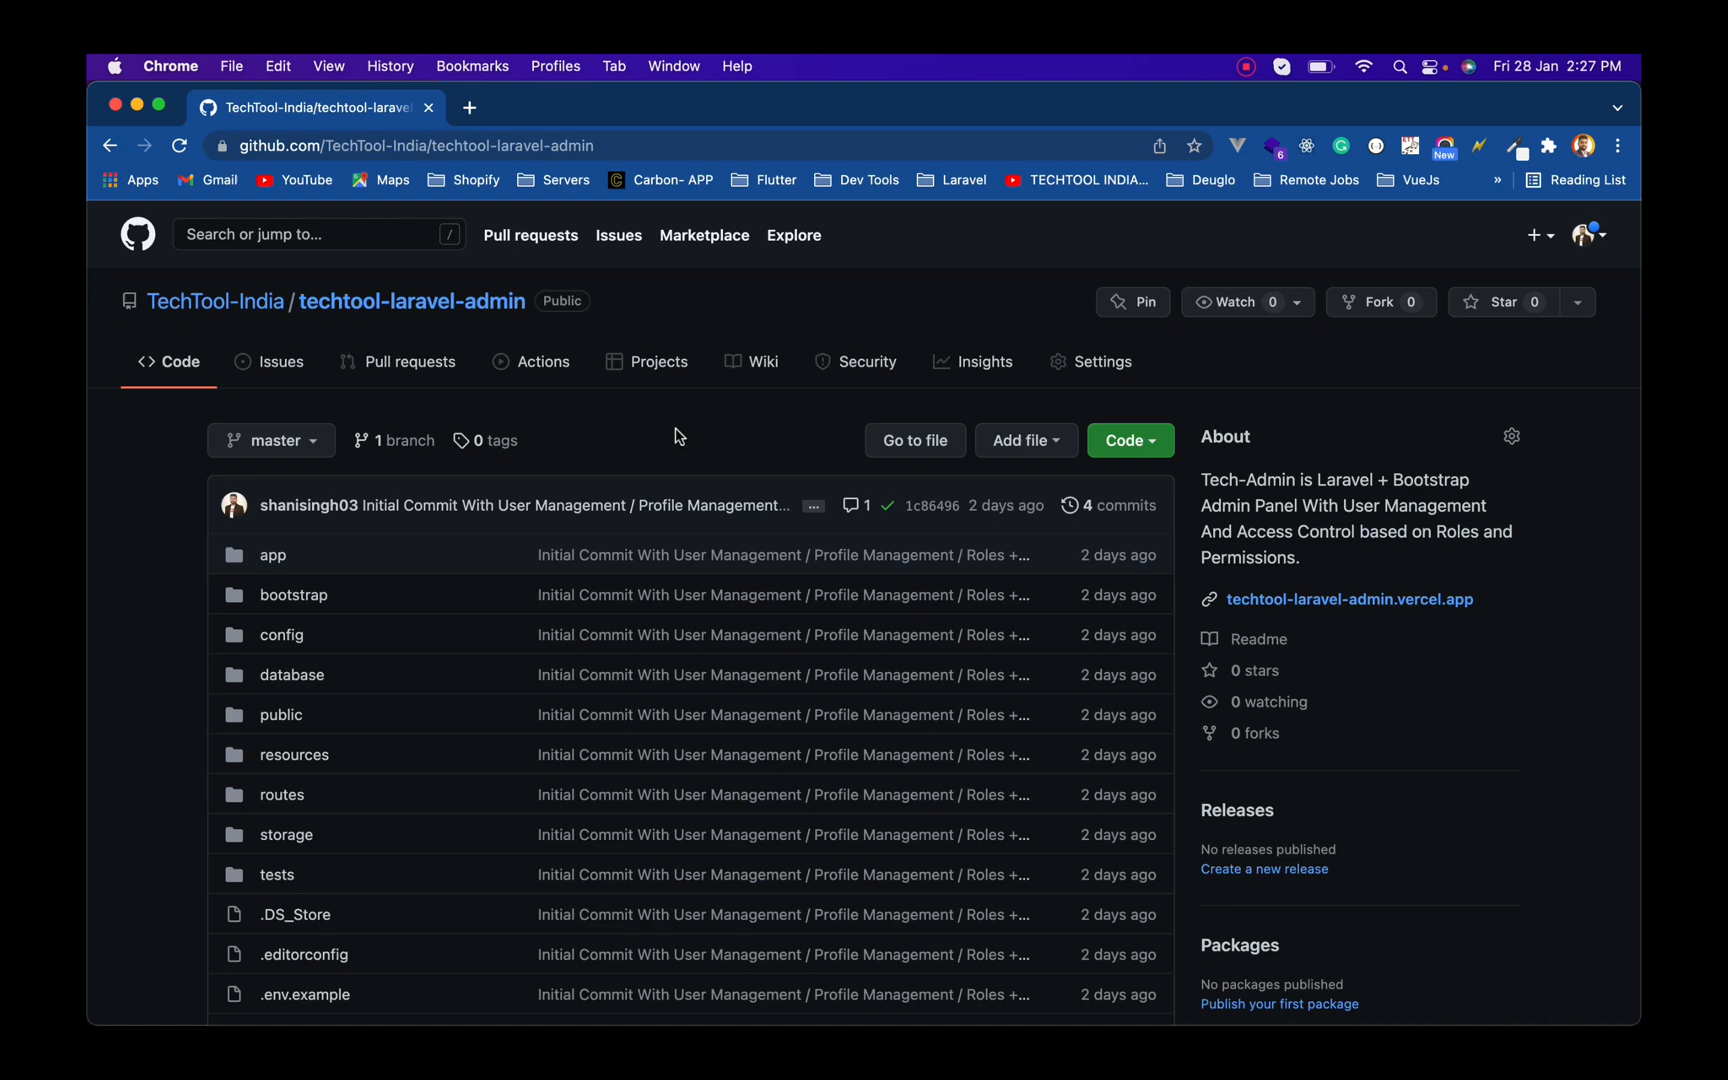 Chrome File Edit View History Bookmarks Profiles Tab Window Help Fri 28 Jan 2:27 PM
TechTool-India/techtool-larave
github.com/TechTool-India/techtool-laravel-admin
6 New
Apps Gmail YouTube Maps Shopify Servers Carbon- APP Flutter Dev Tools Laravel TECHTOOL INDIA... Deuglo Remote Jobs VueJs » Reading List
Search or jump to... / Pull requests Issues Marketplace Explore
TechTool-India / techtool-laravel-admin Public Pin Watch 0 Fork 0 Star 0
<> Code Issues Pull requests Actions Projects Wiki Security Insights Settings
master 1 branch 0 tags Go to file Add file Code
shanisingh03 Initial Commit With User Management / Profile Management... ... 1 1c86496 2 days ago 4 commits
app Initial Commit With User Management / Profile Management / Roles +... 2 days ago
bootstrap Initial Commit With User Management / Profile Management / Roles +... 2 days ago
config Initial Commit With User Management / Profile Management / Roles +... 2 days ago
database Initial Commit With User Management / Profile Management / Roles +... 2 days ago
public Initial Commit With User Management / Profile Management / Roles +... 2 days ago
resources Initial Commit With User Management / Profile Management / Roles +... 2 days ago
routes Initial Commit With User Management / Profile Management / Roles +... 2 days ago
storage Initial Commit With User Management / Profile Management / Roles +... 2 days ago
tests Initial Commit With User Management / Profile Management / Roles +... 2 days ago
.DS_Store Initial Commit With User Management / Profile Management / Roles +... 2 days ago
.editorconfig Initial Commit With User Management / Profile Management / Roles +... 2 days ago
.env.example Initial Commit With User Management / Profile Management / Roles +... 2 days ago
About
Tech-Admin is Laravel + Bootstrap
Admin Panel With User Management
And Access Control based on Roles and
Permissions.
techtool-laravel-admin.vercel.app
Readme
0 stars
0 watching
0 forks
Releases
No releases published
Create a new release
Packages
No packages published
Publish your first package